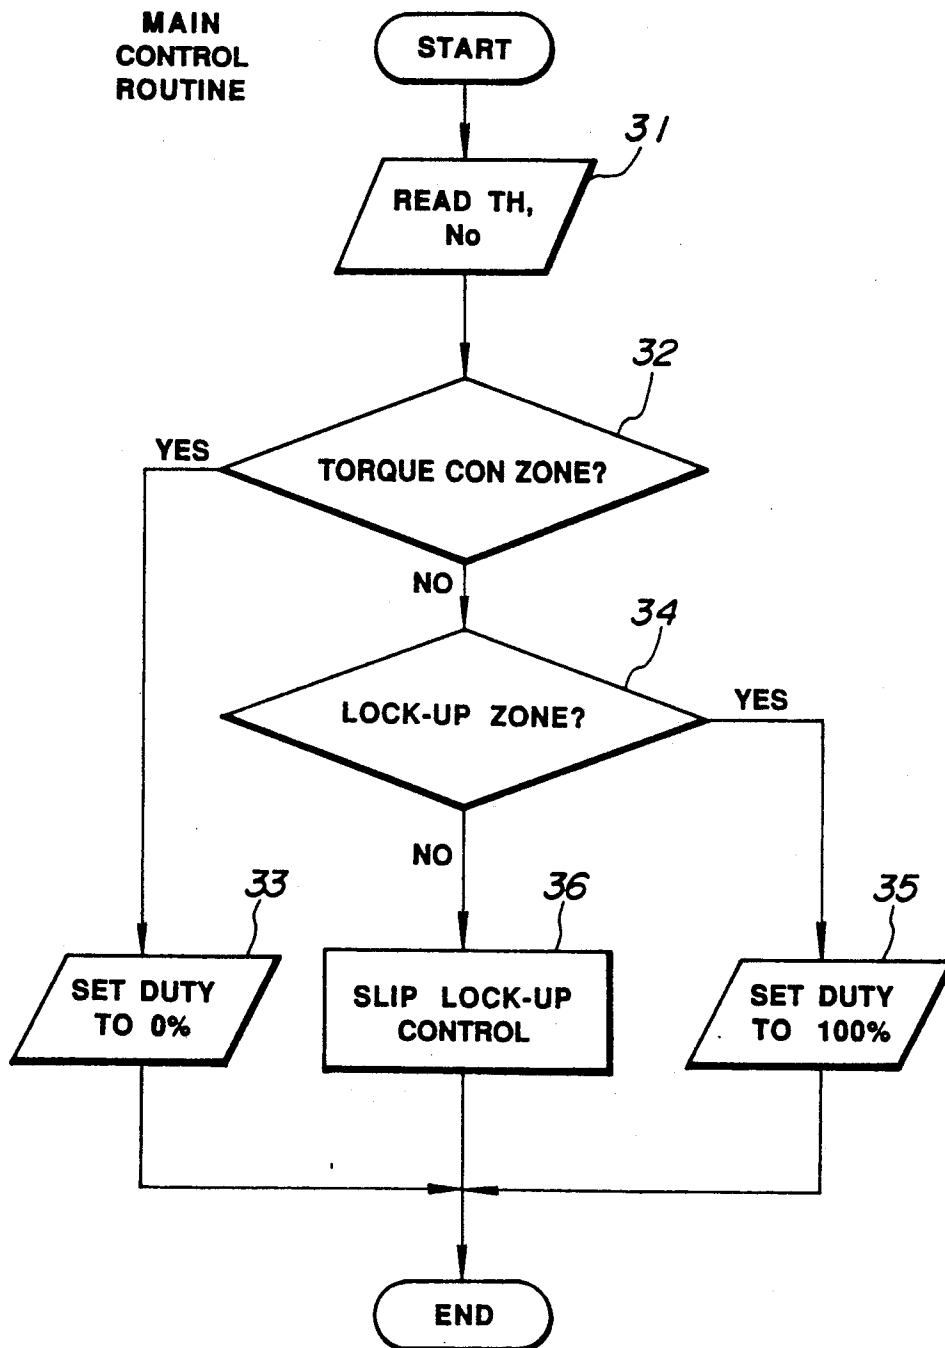 MAIN
CONTROL
ROUTINE
START
31
READ TH,
No
32
YES
TORQUE CON ZONE?
NO
34
LOCK-UP ZONE?
YES
NO
33
SET DUTY
TO 0%
36
SLIP LOCK-UP
CONTROL
35
SET DUTY
TO 100%
END